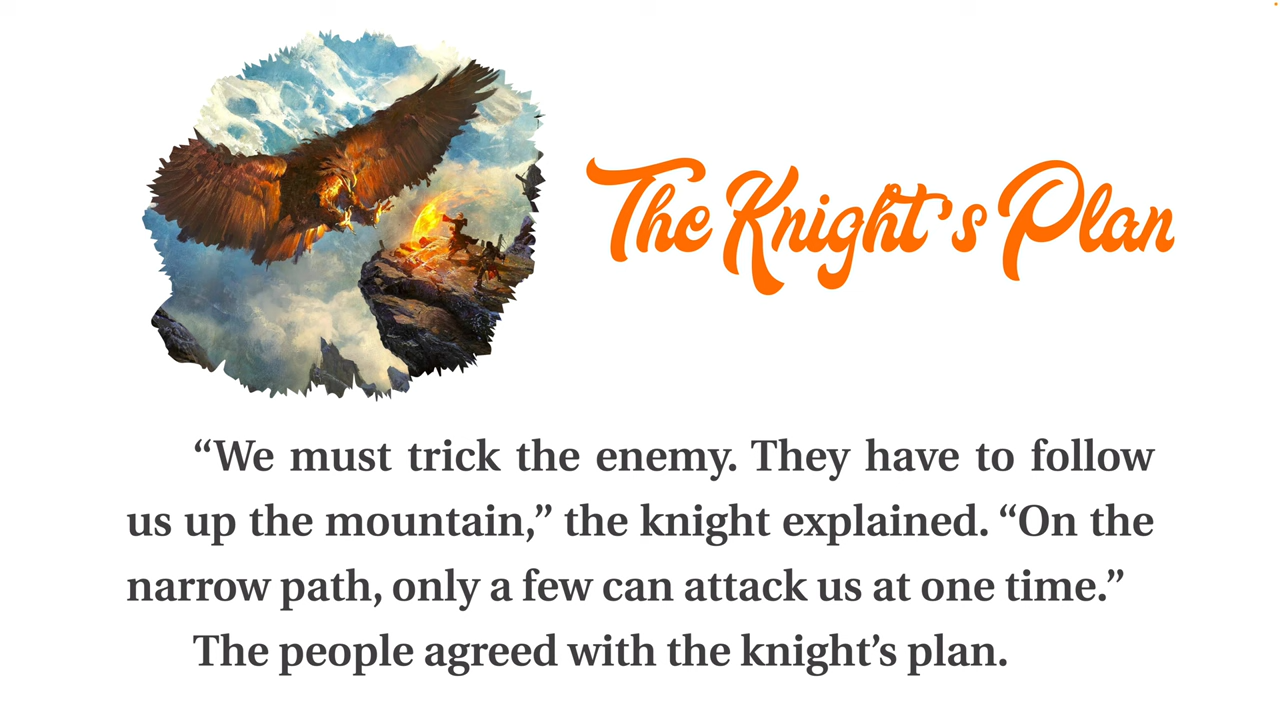 The Knight's Plan
“We must trick the enemy. They have to follow
us up the mountain,” the knight explained. “On the
narrow path, only a few can attack us at one time.”
The people agreed with the knight’s plan.